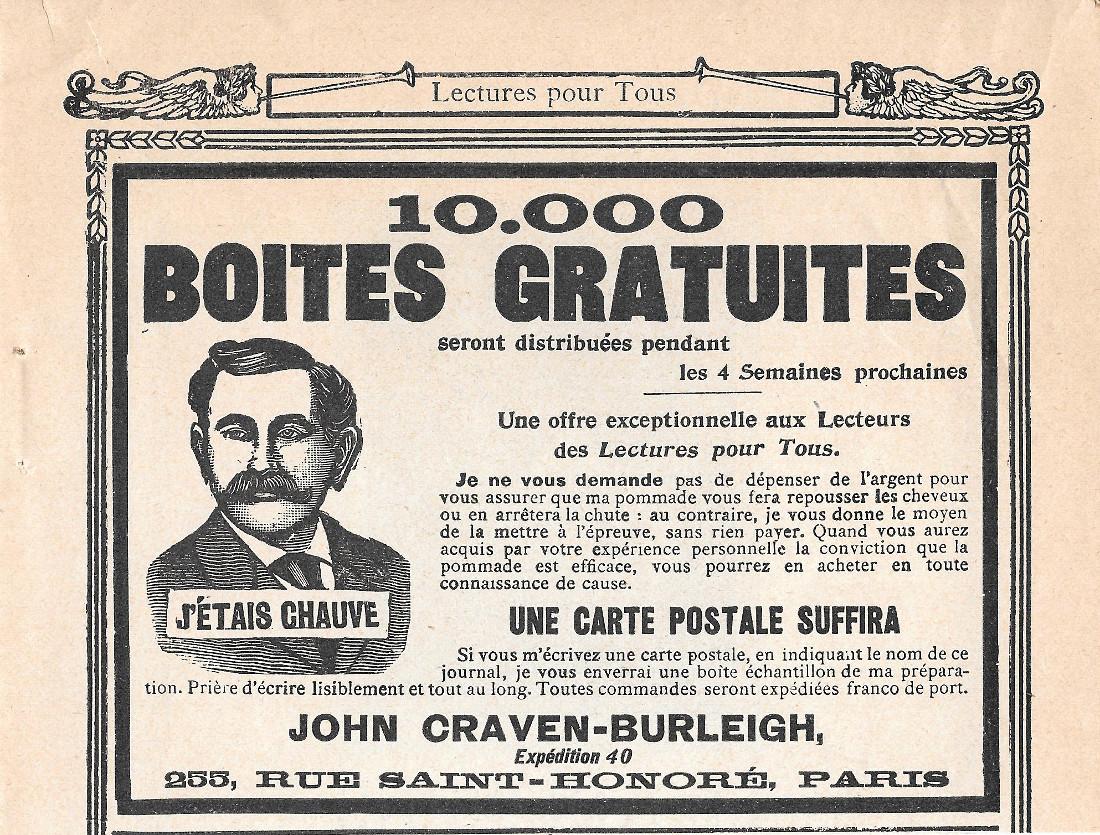 Lectures pour Tous
10.000
BOITES GRATUITES
seront distribuées pendant
les 4 Semaines prochaines
Une offre exceptionnelle aux Lecteurs
des Lectures pour Tous.
Je ne vous demande pas de dépenser de l'argent pour
vous assurer que ma pommade vous fera repousser les cheveux
ou en arrêtera la chute : au contraire, je vous donne le moyen
de la mettre à l'épreuve, sans rien payer. Quand vous aurez
acquis par votre expérience personnelle la conviction que la
pommade est efficace, vous pourrez en acheter en toute
connaissance de cause.
J'ÉTAIS CHAUVE
UNE CARTE POSTALE SUFFIRA
Si vous m'écrivez une carte postale, en indiquant le nom de ce
journal, je vous enverrai une boîte échantillon de ma prépara-
tion. Prière d'écrire lisiblement et tout au long. Toutes commandes seront expédiées franco de port.
JOHN CRAVEN-BURLEIGH,
Expédition 40
255, RUE SAINT-HONORÉ, PARIS